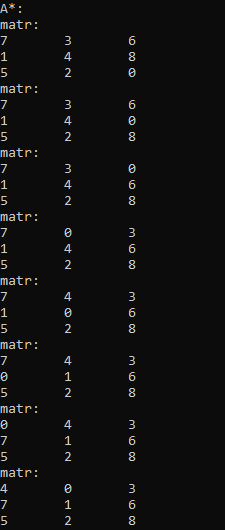 A*:
matr:
7 3 6
1 4 8
5 2 0
matr:
7 3 6
1 4 0
5 2 8
matr:
7 3 0
1 4 6
5 2 8
matr:
7 0 3
1 4 6
5 2 8
matr:
7 4 3
1 0 6
5 2 8
matr:
7 4 3
0 1 6
5 2 8
matr:
0 4 3
7 1 6
5 2 8
matr:
4 0 3
7 1 6
5 2 8